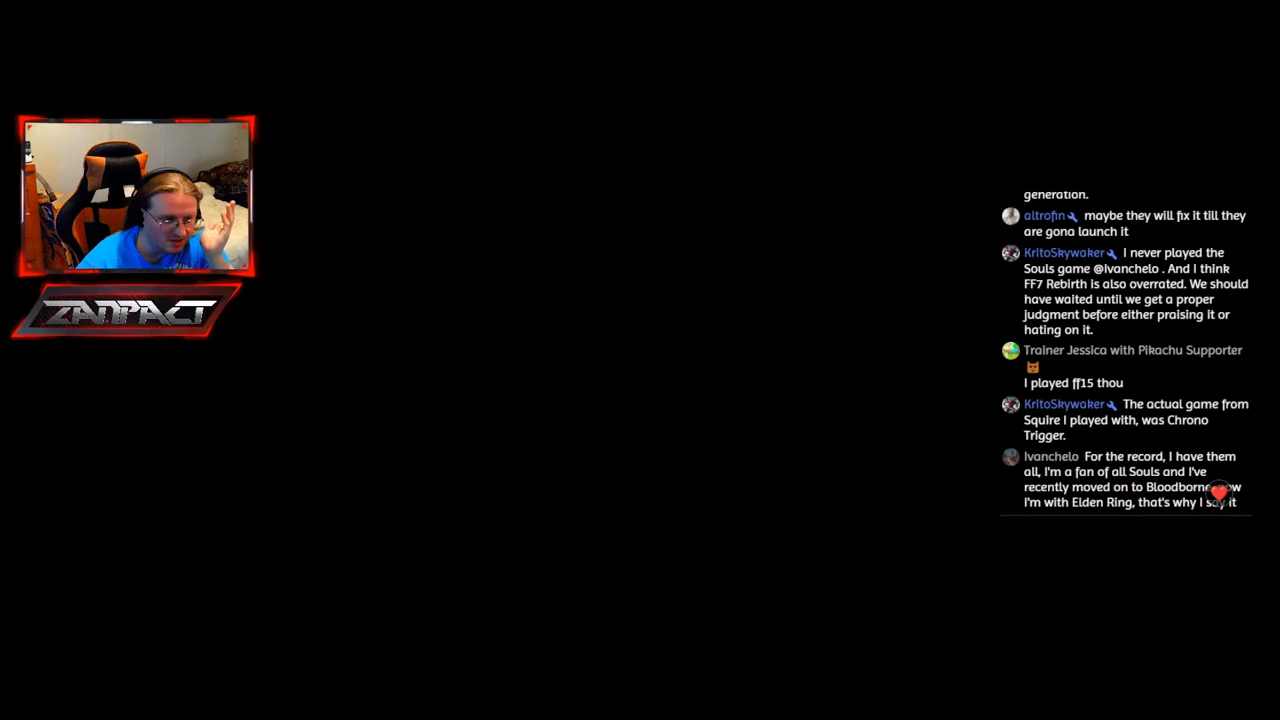 ZANPACT
generation.
altrofin maybe they will fix it till they
are gona launch it
KritoSkywaker I never played the
Souls game @Ivanchelo . And I think
FF7 Rebirth is also overrated. We should
have waited until we get a proper
judgment before either praising it or
hating on it.
Trainer Jessica with Pikachu Supporter
I played ff15 thou
KritoSkywaker The actual game from
Squire I played with, was Chrono
Trigger.
Ivanchelo For the record, I have them
all, I'm a fan of all Souls and I've
recently moved on to Bloodborne
I'm with Elden Ring, that's why I say it